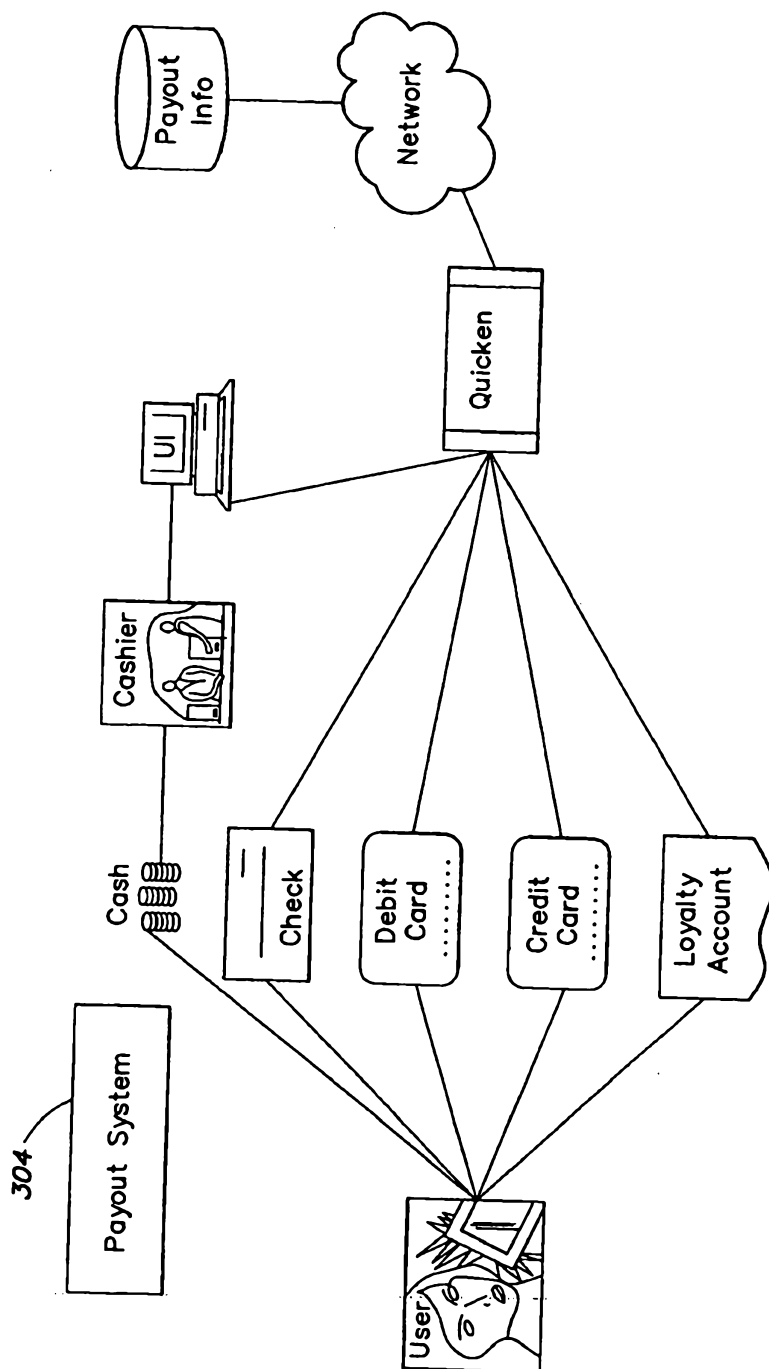 304
Payout System
Cash
Cashier
UI
Payout
Info
Network
Quicken
Check
Debit
Card
Credit
Card
Loyalty
Account
User